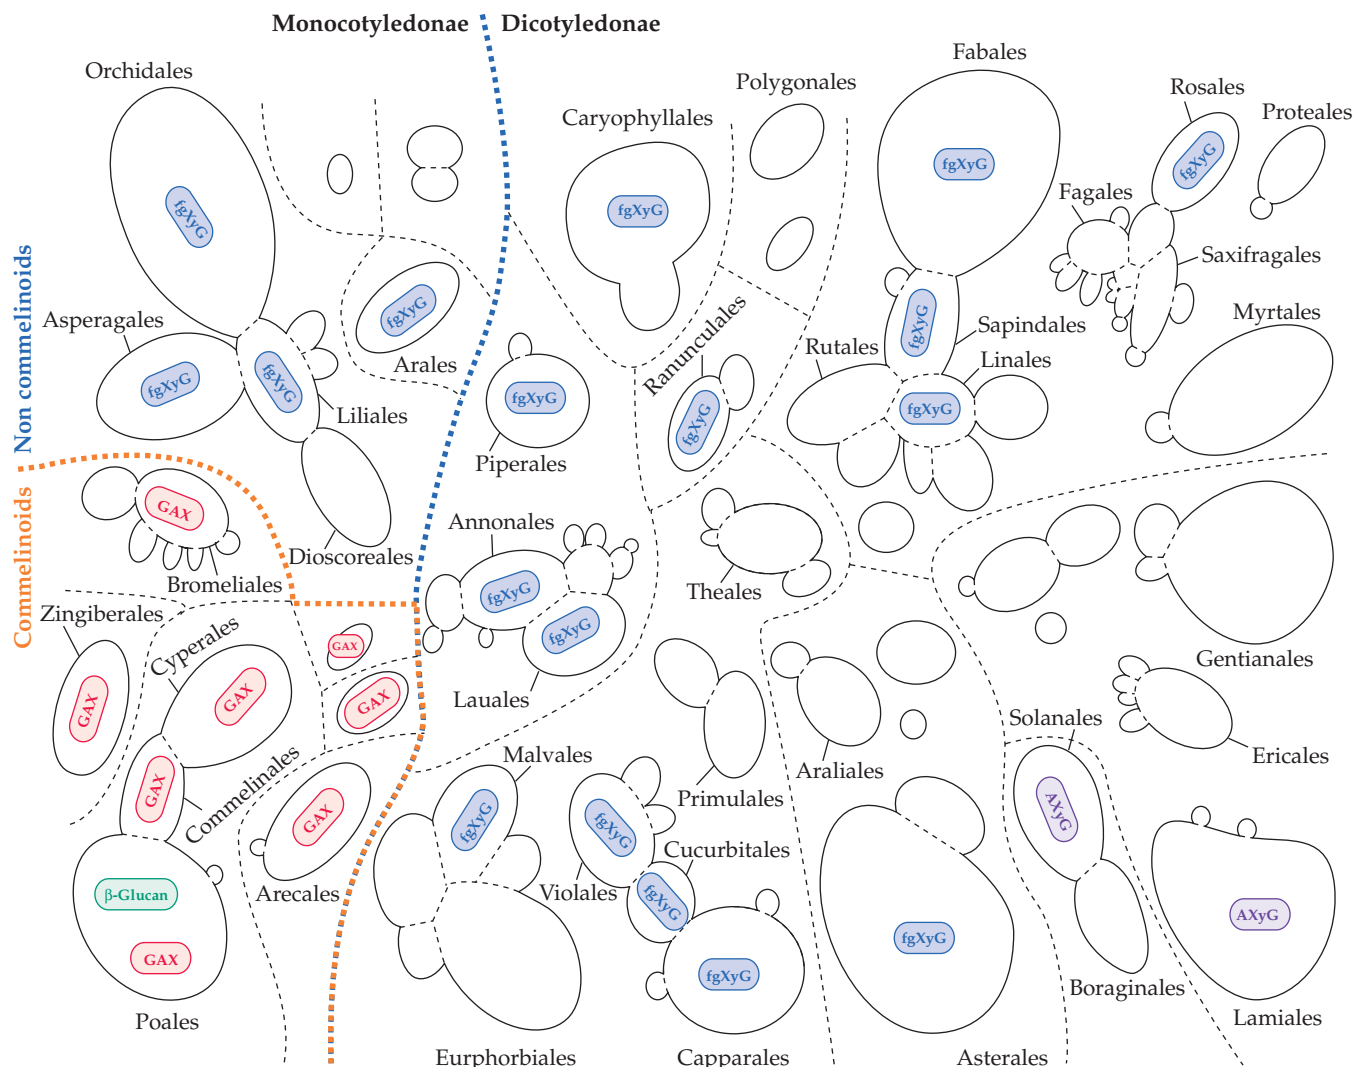 Monocotyledonae
Dicotyledonae
Orchidales
Polygonales
Fabales
Rosales
Proteales
Caryophyllales
fgXyG
fgXyG
fgXyG
fgXyG
Fagales
Saxifragales
Non commelinoids
Asperagales
fgXyG
Arales
fgXyG
fgXyG
Liliales
Ranunculales
fgXyG
fgXyG
Sapindales
Rutales
Linales
fgXyG
Myrtales
fgXyG
Piperales
Commelinoids
GAX
Bromeliales
Dioscoreales
Annonales
fgXyG
fgXyG
Lauales
Theales
Gentianales
Zingiberales
GAX
Cyperales
GAX
GAX
GAX
GAX
Commelinales
Solanales
Ericales
Malvales
fgXyG
Primulales
Araliales
AXyG
GAX
Arecales
fgXyG
Violales
Cucurbitales
fgXyG
β-Glucan
GAX
Poales
fgXyG
fgXyG
AXyG
Boraginales
Lamiales
Eurphorbiales
Capparales
Asterales